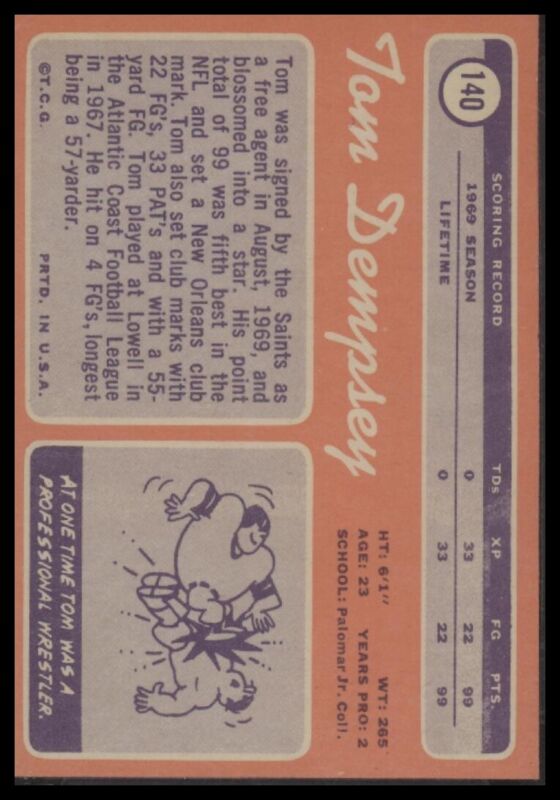 140
SCORING RECORD TDs XP FG PTS.
1969 SEASON 0 33 22 99
LIFETIME 0 33 22 99
Tom Dempsey
HT: 6'1" WT: 265
AGE: 23 YEARS PRO: 2
SCHOOL: Palomar Jr. Coll.
Tom was signed by the Saints as
a free agent in August, 1969, and
blossomed into a star. His point
total of 99 was fifth best in the
NFL and set a New Orleans club
mark. Tom also set club marks with
22 FG's, 33 PAT's and with a 55-
yard FG. Tom played at Lowell in
the Atlantic Coast Football League
in 1967. He hit on 4 FG's, longest
being a 57-yarder.
©T.C.G. PRTD. IN U.S.A.
AT ONE TIME TOM WAS A
PROFESSIONAL WRESTLER.